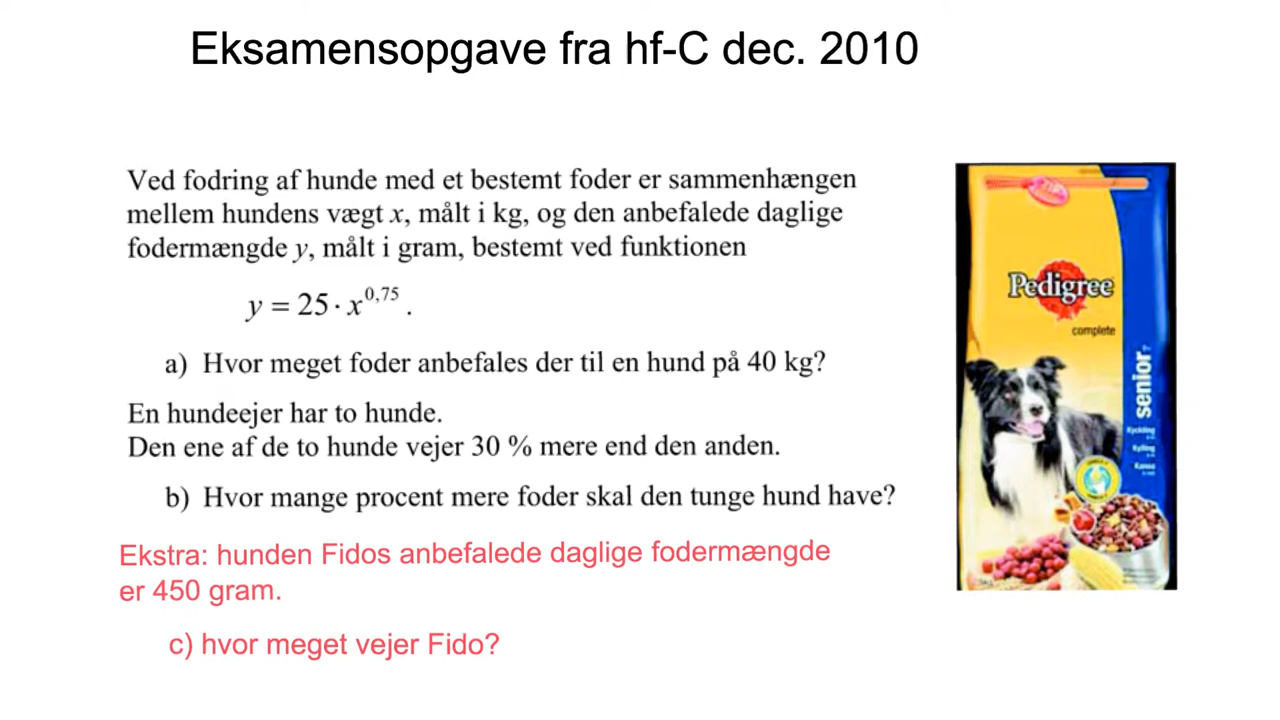 Eksamensopgave fra hf-C dec. 2010
Ved fodring af hunde med et bestemt foder er sammenhængen
mellem hundens vægt x, målt i kg, og den anbefalede daglige
fodermængde y, målt i gram, bestemt ved funktionen
y = 25 · x^0,75.
a) Hvor meget foder anbefales der til en hund på 40 kg?
En hundeejer har to hunde.
Den ene af de to hunde vejer 30 % mere end den anden.
b) Hvor mange procent mere foder skal den tunge hund have?
Ekstra: hunden Fidos anbefalede daglige fodermængde
er 450 gram.
c) hvor meget vejer Fido?
Pedigree
complete
senior
Kyckling
Kylling
Kanaa